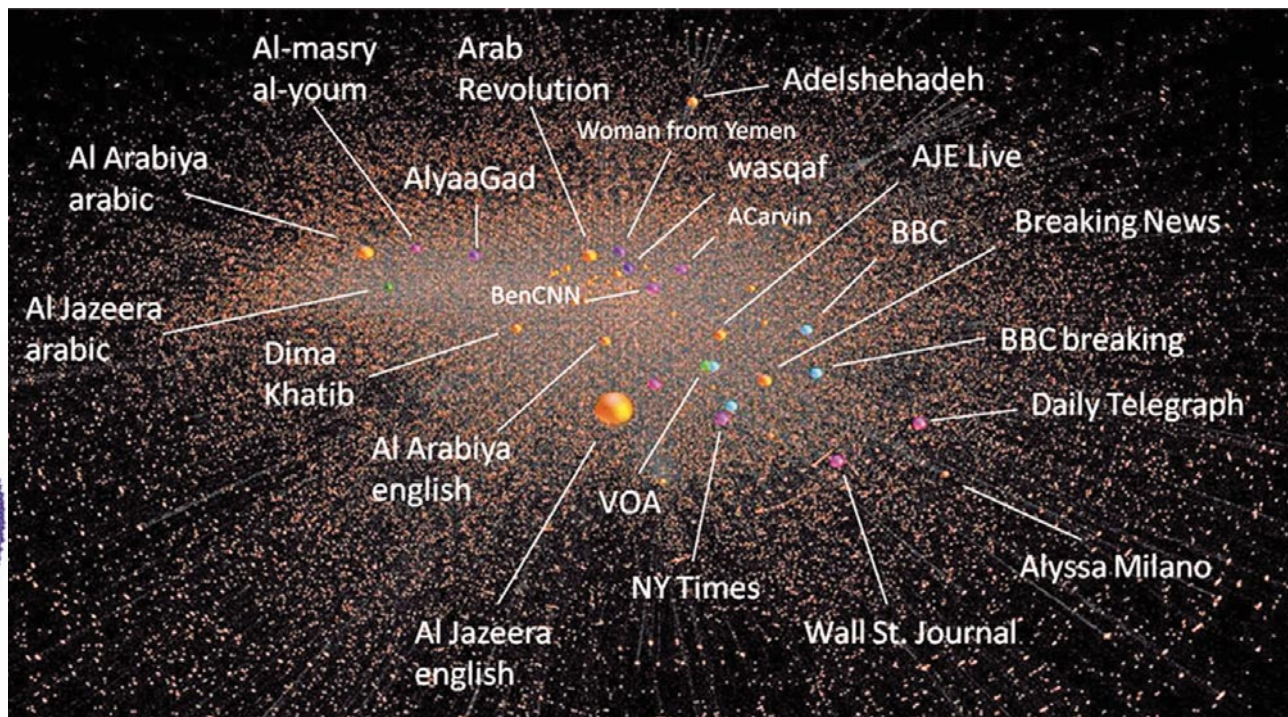 Al-masry
al-youm
Arab
Revolution
Adelshehadeh
Woman from Yemen
Al Arabiya
arabic
AlyaaGad
wasqaf
AJE Live
ACarvin
BBC
Breaking News
BenCNN
Al Jazeera
arabic
Dima
Khatib
BBC breaking
Daily Telegraph
Al Arabiya
english
VOA
NY Times
Alyssa Milano
Al Jazeera
english
Wall St. Journal